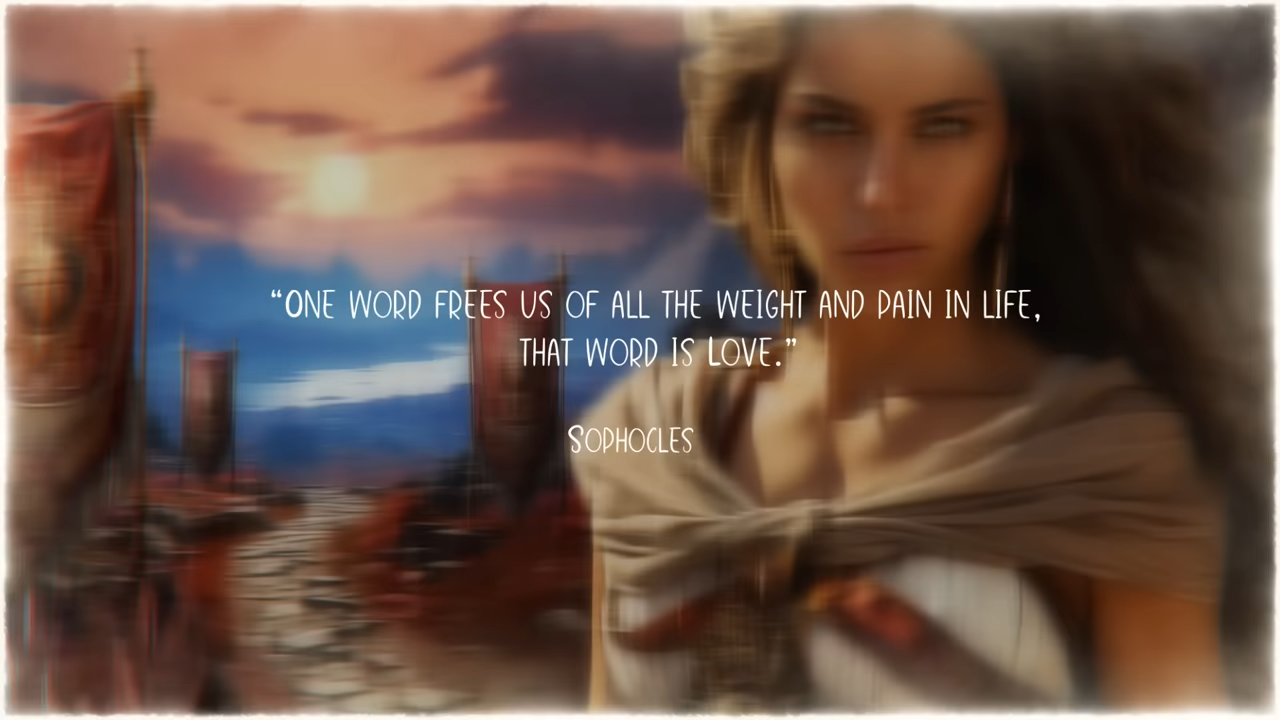 “One word frees us of all the weight and pain in life,
that word is Love.”
Sophocles